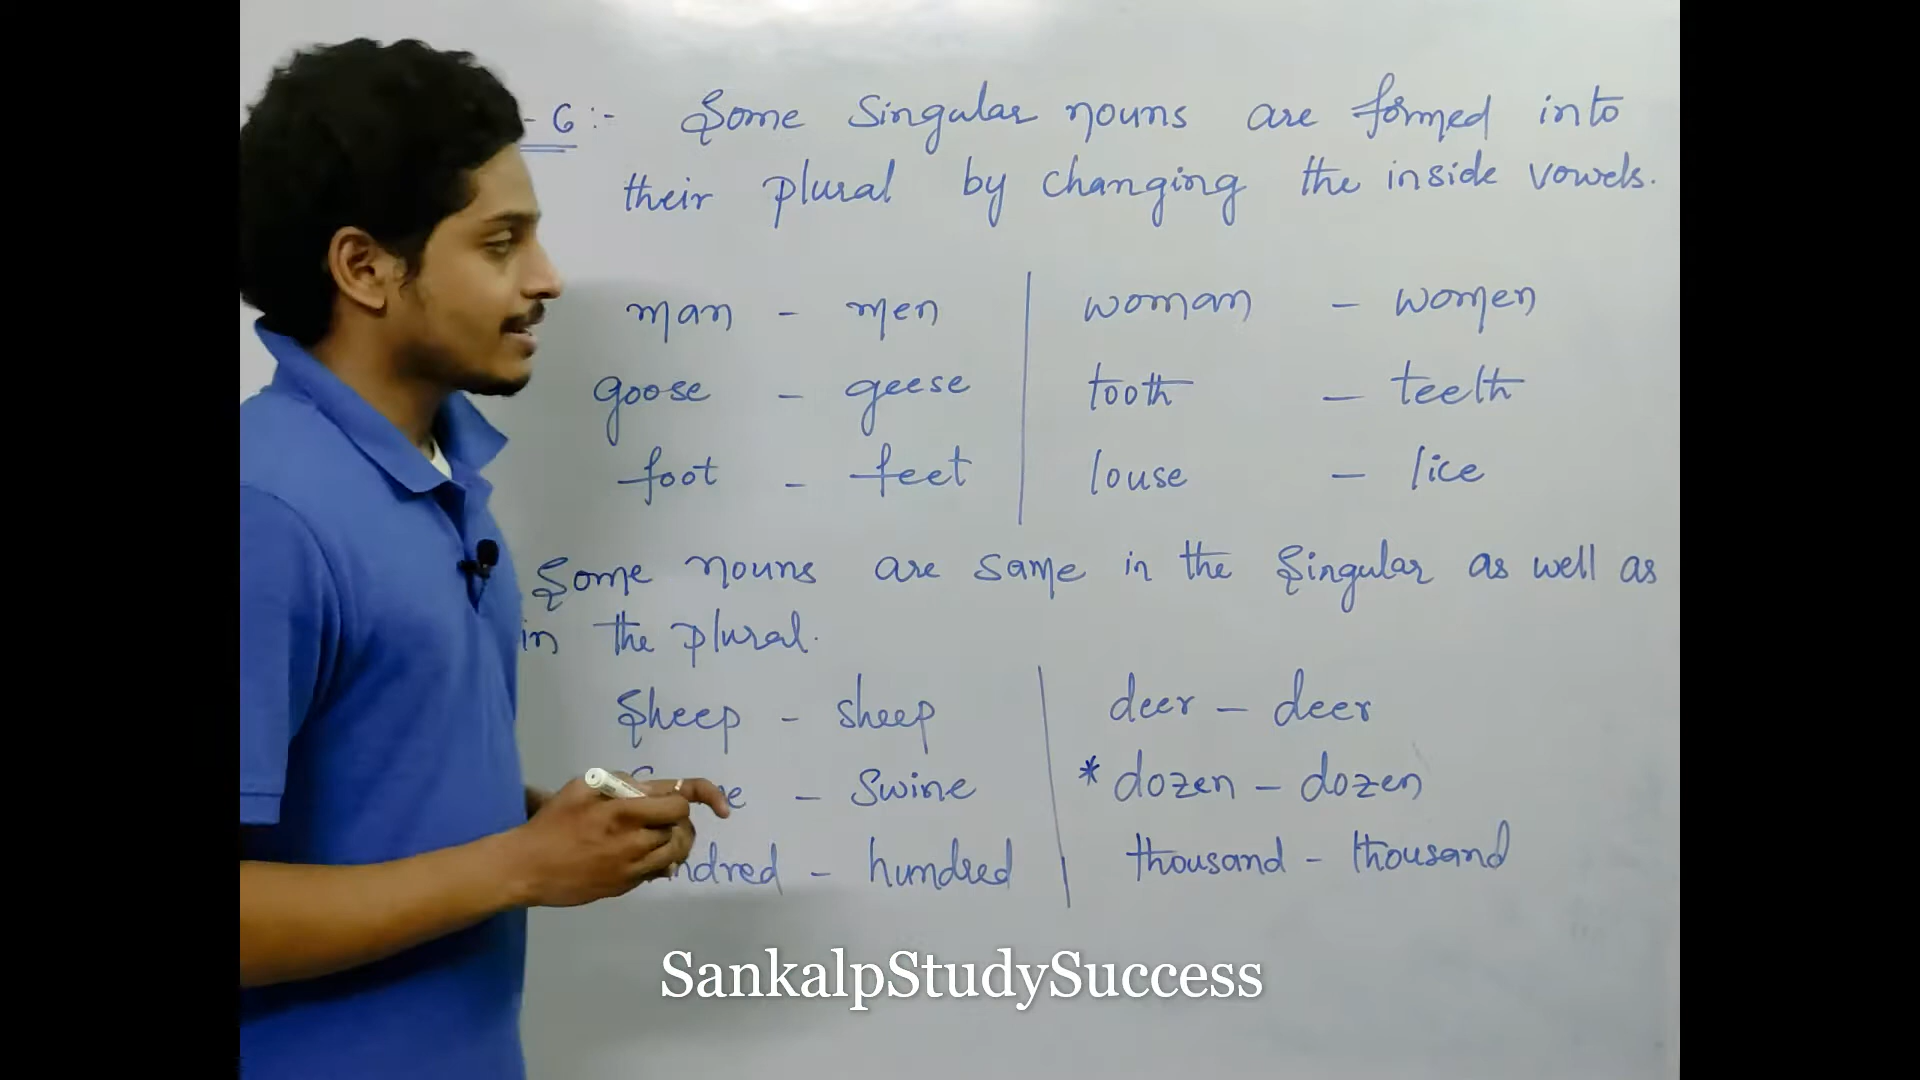 - 6 :- Some Singular nouns are formed into
their plural by changing the inside vowels.
man - men woman - women
goose - geese tooth - teeth
foot - feet louse - lice
Some nouns are same in the Singular as well as
in the plural.
Sheep - sheep deer - deer
- Swine * dozen - dozen
- hundred thousand - thousand
SankalpStudySuccess